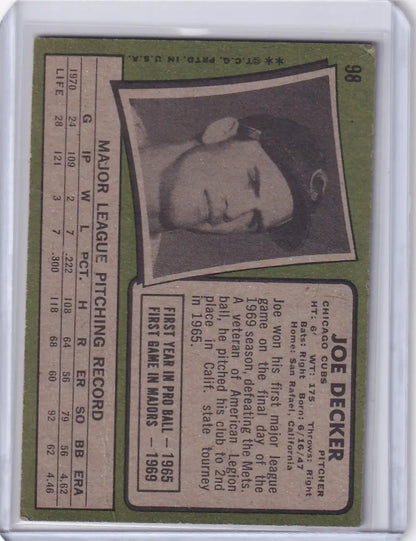 98
**©T.C.G. PRTD. IN U.S.A.
JOE DECKER
CHICAGO CUBS PITCHER
HT: 6' WT: 175 Throws: Right
Bats: Right Born: 6/16/47
Home: San Rafael, California
Joe won his first major league
game on the final day of the
1969 season, defeating the Mets.
A veteran of American Legion
ball, he pitched his club to 2nd
place in Calif. state tourney
in 1965.
FIRST YEAR IN PRO BALL — 1965
FIRST GAME IN MAJORS — 1969
MAJOR LEAGUE PITCHING RECORD
G IP W L PCT. H R ER SO BB ERA
1970 24 109 2 7 .222 108 64 56 79 56 4.62
LIFE 28 121 3 7 .300 118 68 60 92 62 4.46